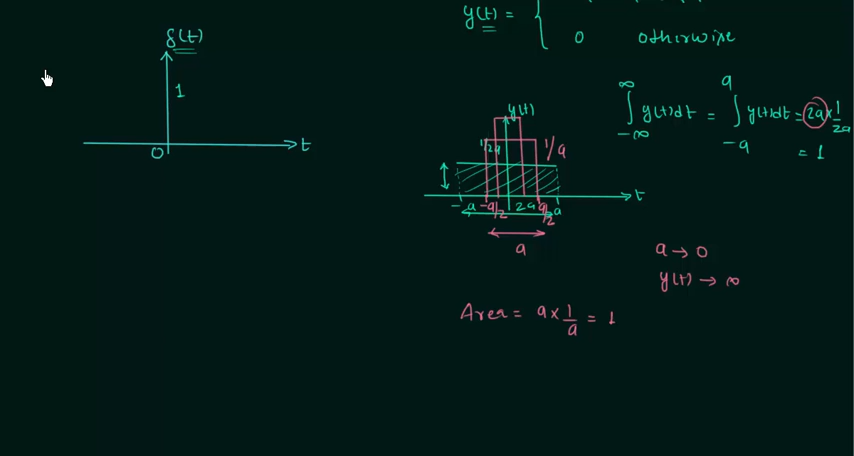 δ(t)
1
0
t
y(t) =
0 otherwise
∫_{-∞}^{∞} y(t)dt = ∫_{-a}^{a} y(t)dt = 2a × 1/2a
= 1
y(t)
1/2a
1/a
t
-a -a/2 2a a/2 a
a
a → 0
y(t) → ∞
Area = a × 1/a = 1